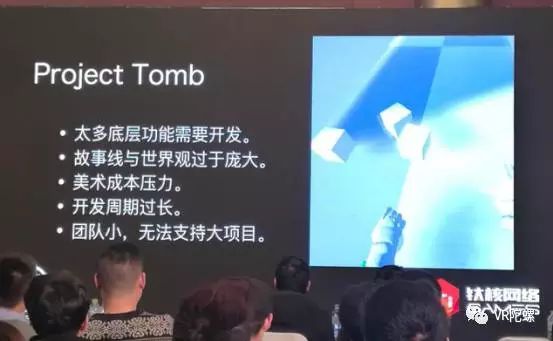 Project Tomb
• 太多底层功能需要开发。
• 故事线与世界观过于庞大。
• 美术成本压力。
• 开发周期过长。
• 团队小，无法支持大项目。
钛核网络
GAMES
VR陀螺